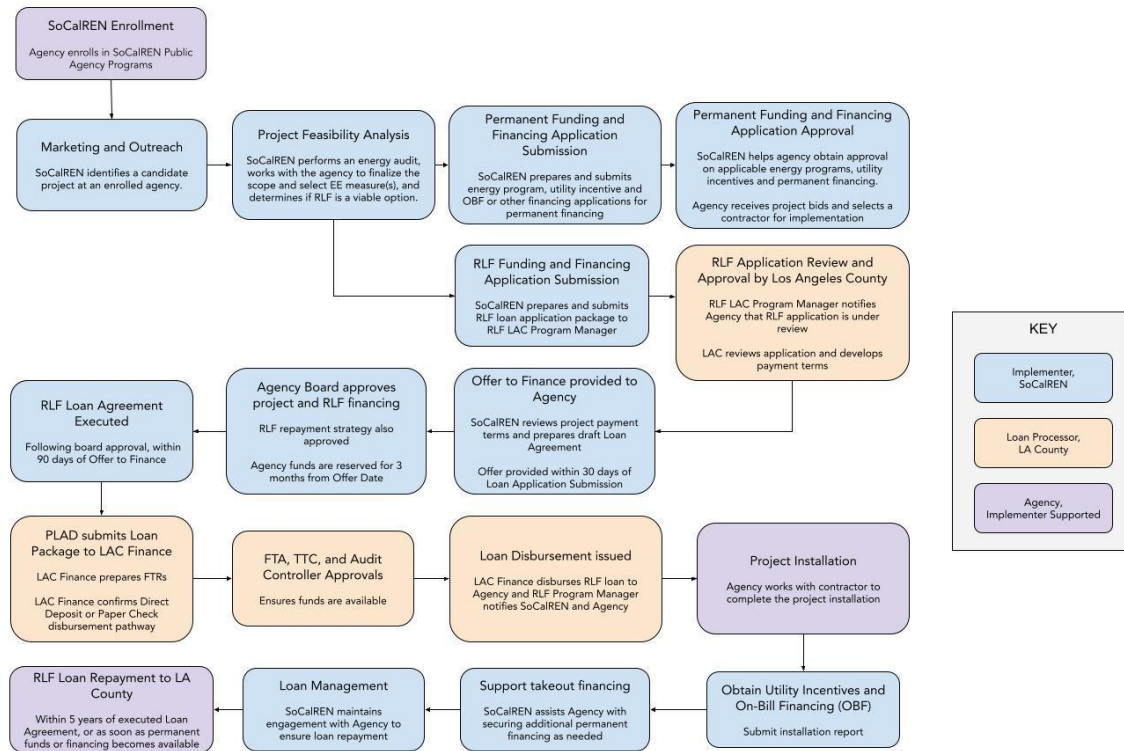 SoCalREN Enrollment
Agency enrolls in SoCalREN Public
Agency Programs
Marketing and Outreach
SoCalREN identifies a candidate
project at an enrolled agency.
Project Feasibility Analysis
SoCalREN performs an energy audit,
works with the agency to finalize the
scope and select EE measure(s), and
determines if RLF is a viable option.
Permanent Funding and
Financing Application
Submission
SoCalREN prepares and submits
energy program, utility incentive and
OBF or other financing applications for
permanent financing
Permanent Funding and Financing
Application Approval
SoCalREN helps agency obtain approval
on applicable energy programs, utility
incentives and permanent financing.
Agency receives project bids and selects a
contractor for implementation
RLF Funding and Financing
Application Submission
SoCalREN prepares and submits
RLF loan application package to
RLF LAC Program Manager
RLF Application Review and
Approval by Los Angeles County
RLF LAC Program Manager notifies
Agency that RLF application is under
review
LAC reviews application and develops
payment terms
Offer to Finance provided to
Agency
SoCalREN reviews project payment
terms and prepares draft Loan
Agreement
Offer provided within 30 days of
Loan Application Submission
Agency Board approves
project and RLF financing
RLF repayment strategy also
approved
Agency funds are reserved for 3
months from Offer Date
RLF Loan Agreement
Executed
Following board approval, within
90 days of Offer to Finance
PLAD submits Loan
Package to LAC Finance
LAC Finance prepares FTRs
LAC Finance confirms Direct
Deposit or Paper Check
disbursement pathway
FTA, TTC, and Audit
Controller Approvals
Ensures funds are available
Loan Disbursement issued
LAC Finance disburses RLF loan to
Agency and RLF Program Manager
notifies SoCalREN and Agency
Project Installation
Agency works with contractor to
complete the project installation
Obtain Utility Incentives and
On-Bill Financing (OBF)
Submit installation report
Support takeout financing
SoCalREN assists Agency with
securing additional permanent
financing as needed
Loan Management
SoCalREN maintains
engagement with Agency to
ensure loan repayment
RLF Loan Repayment to LA
County
Within 5 years of executed Loan
Agreement, or as soon as permanent
funds or financing becomes available
KEY
Implementer,
SoCalREN
Loan Processor,
LA County
Agency,
Implementer Supported